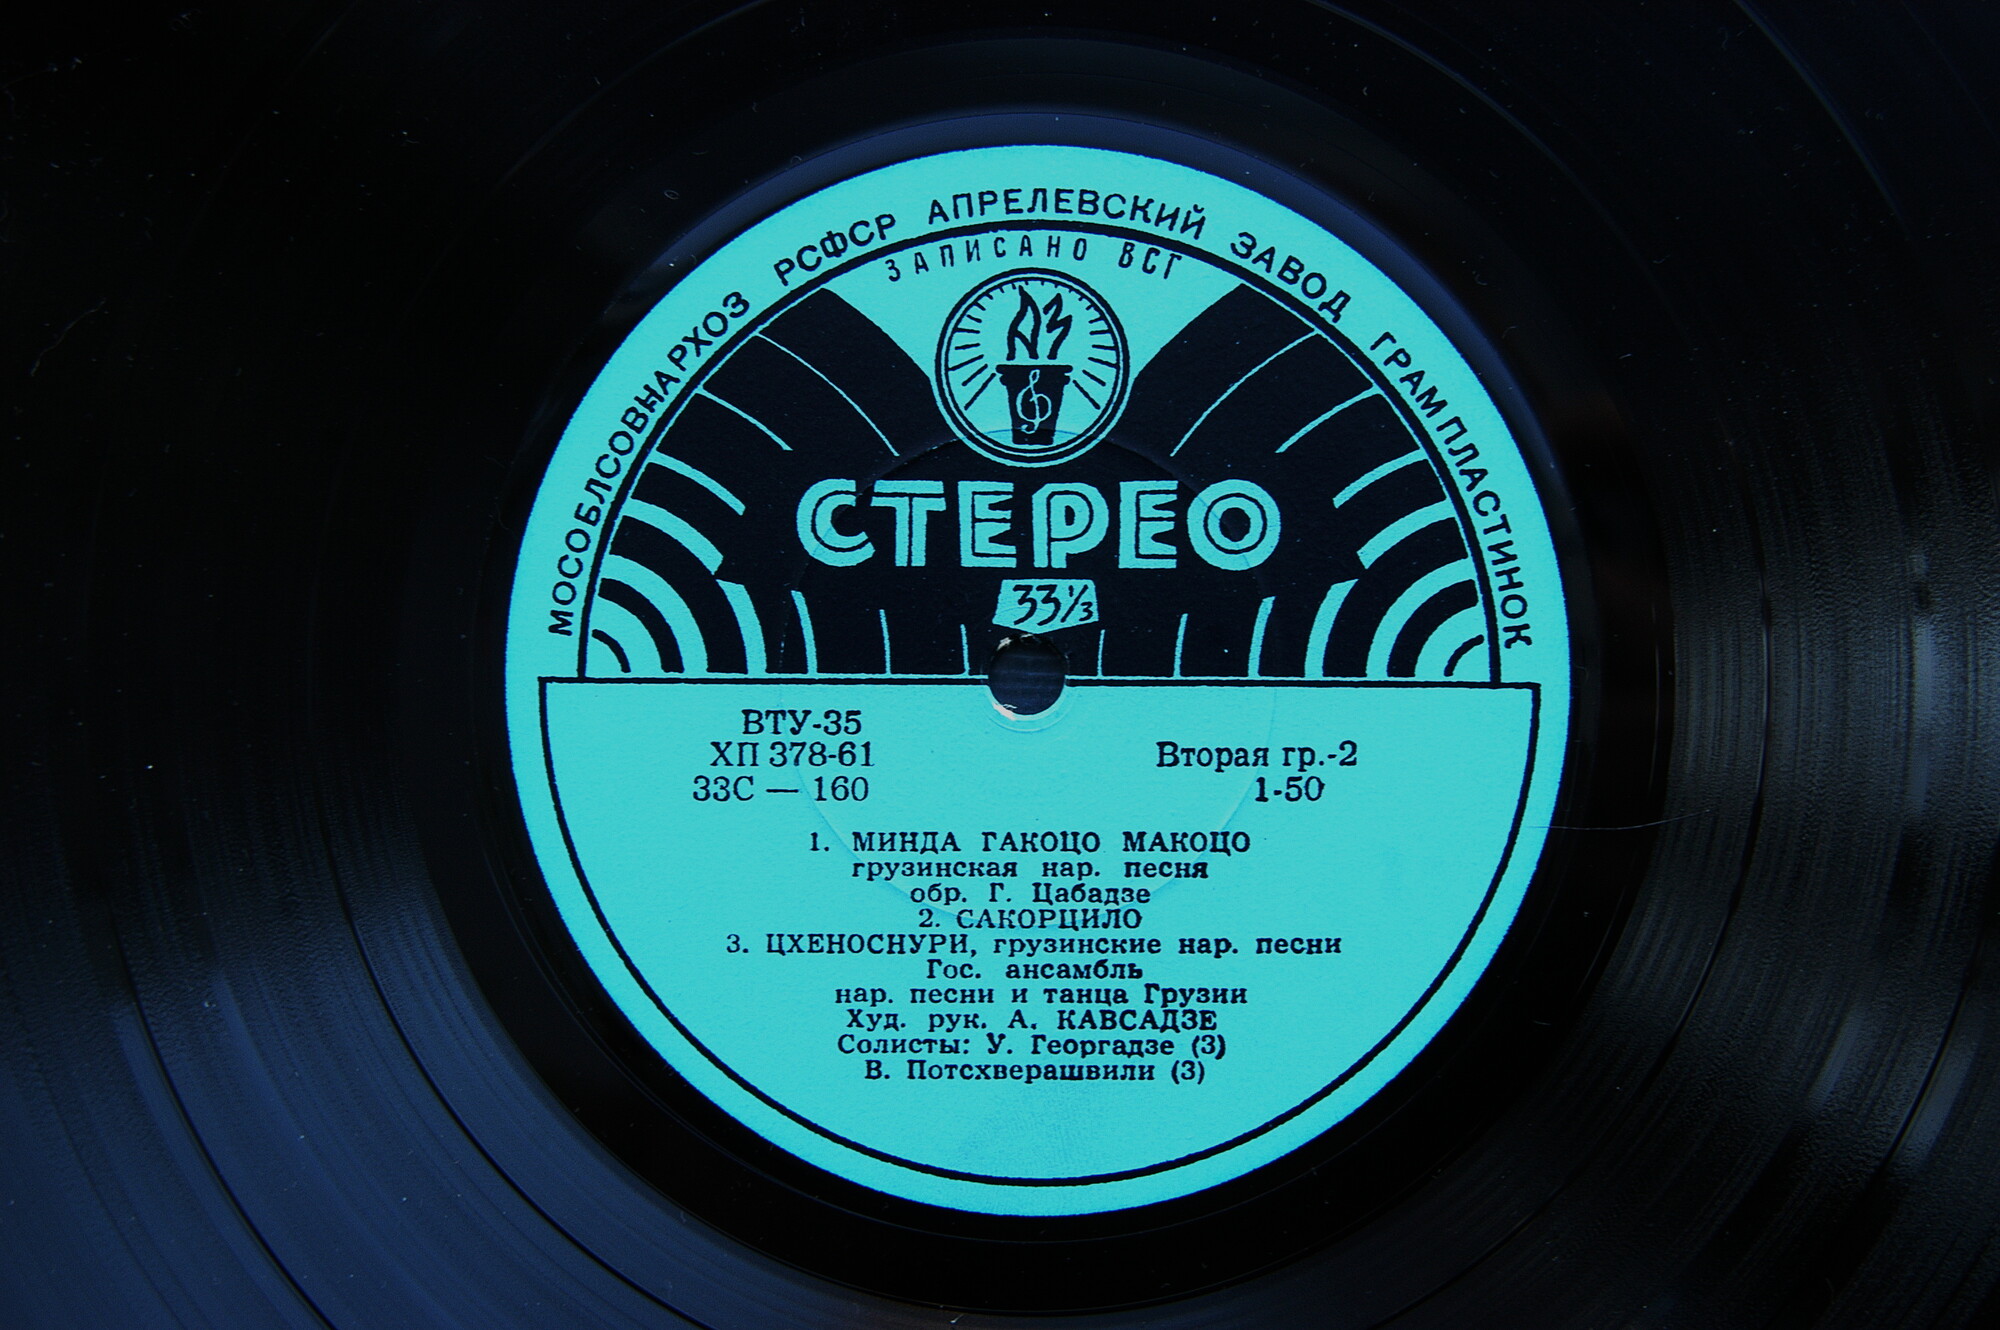 МОСОБЛСОВНАРХОЗ РСФСР АПРЕЛЕВСКИЙ ЗАВОД ГРАМПЛАСТИНОК
ЗАПИСАНО ВСГ
АЗ
СТЕРЕО
33⅓
ВТУ-35
ХП 378-61
33С — 160
Вторая гр.-2
1-50
1. МИНДА ГАКОЦО МАКОЦО
грузинская нар. песня
обр. Г. Цабадзе
2. САКОРЦИЛО
3. ЦХЕНОСНУРИ, грузинские нар. песни
Гос. ансамбль
нар. песни и танца Грузии
Худ. рук. А. КАВСАДЗЕ
Солисты: У. Георгадзе (3)
В. Потсхверашвили (3)